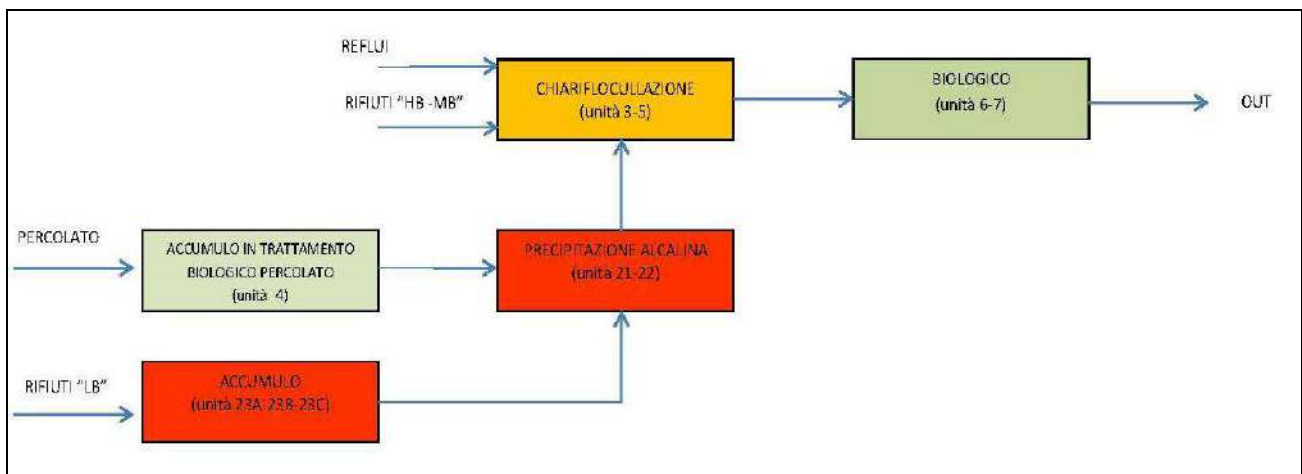 REFLUI
RIFIUTI "HB -MB"
CHIARIFLOCULLAZIONE
(unità 3-5)
BIOLOGICO
(unità 6-7)
OUT
PERCOLATO
ACCUMULO IN TRATTAMENTO
BIOLOGICO PERCOLATO
(unità 4)
PRECIPITAZIONE ALCALINA
(unità 21-22)
RIFIUTI "LB"
ACCUMULO
(unità 23A-23B-23C)